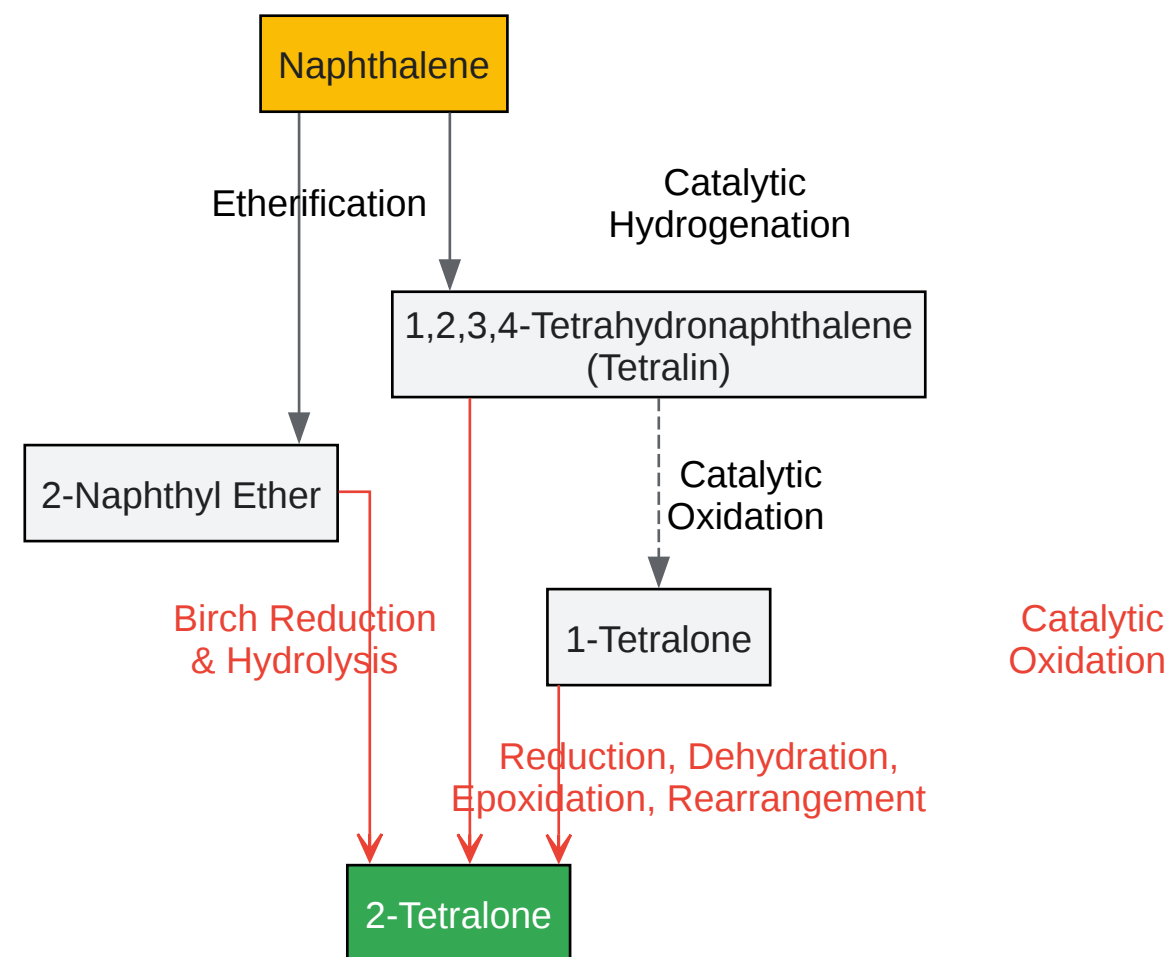 Naphthalene
Etherification
Catalytic
Hydrogenation
1,2,3,4-Tetrahydronaphthalene
(Tetralin)
2-Naphthyl Ether
Catalytic
Oxidation
Birch Reduction
& Hydrolysis
1-Tetralone
Catalytic
Oxidation
Reduction, Dehydration,
Epoxidation, Rearrangement
2-Tetralone